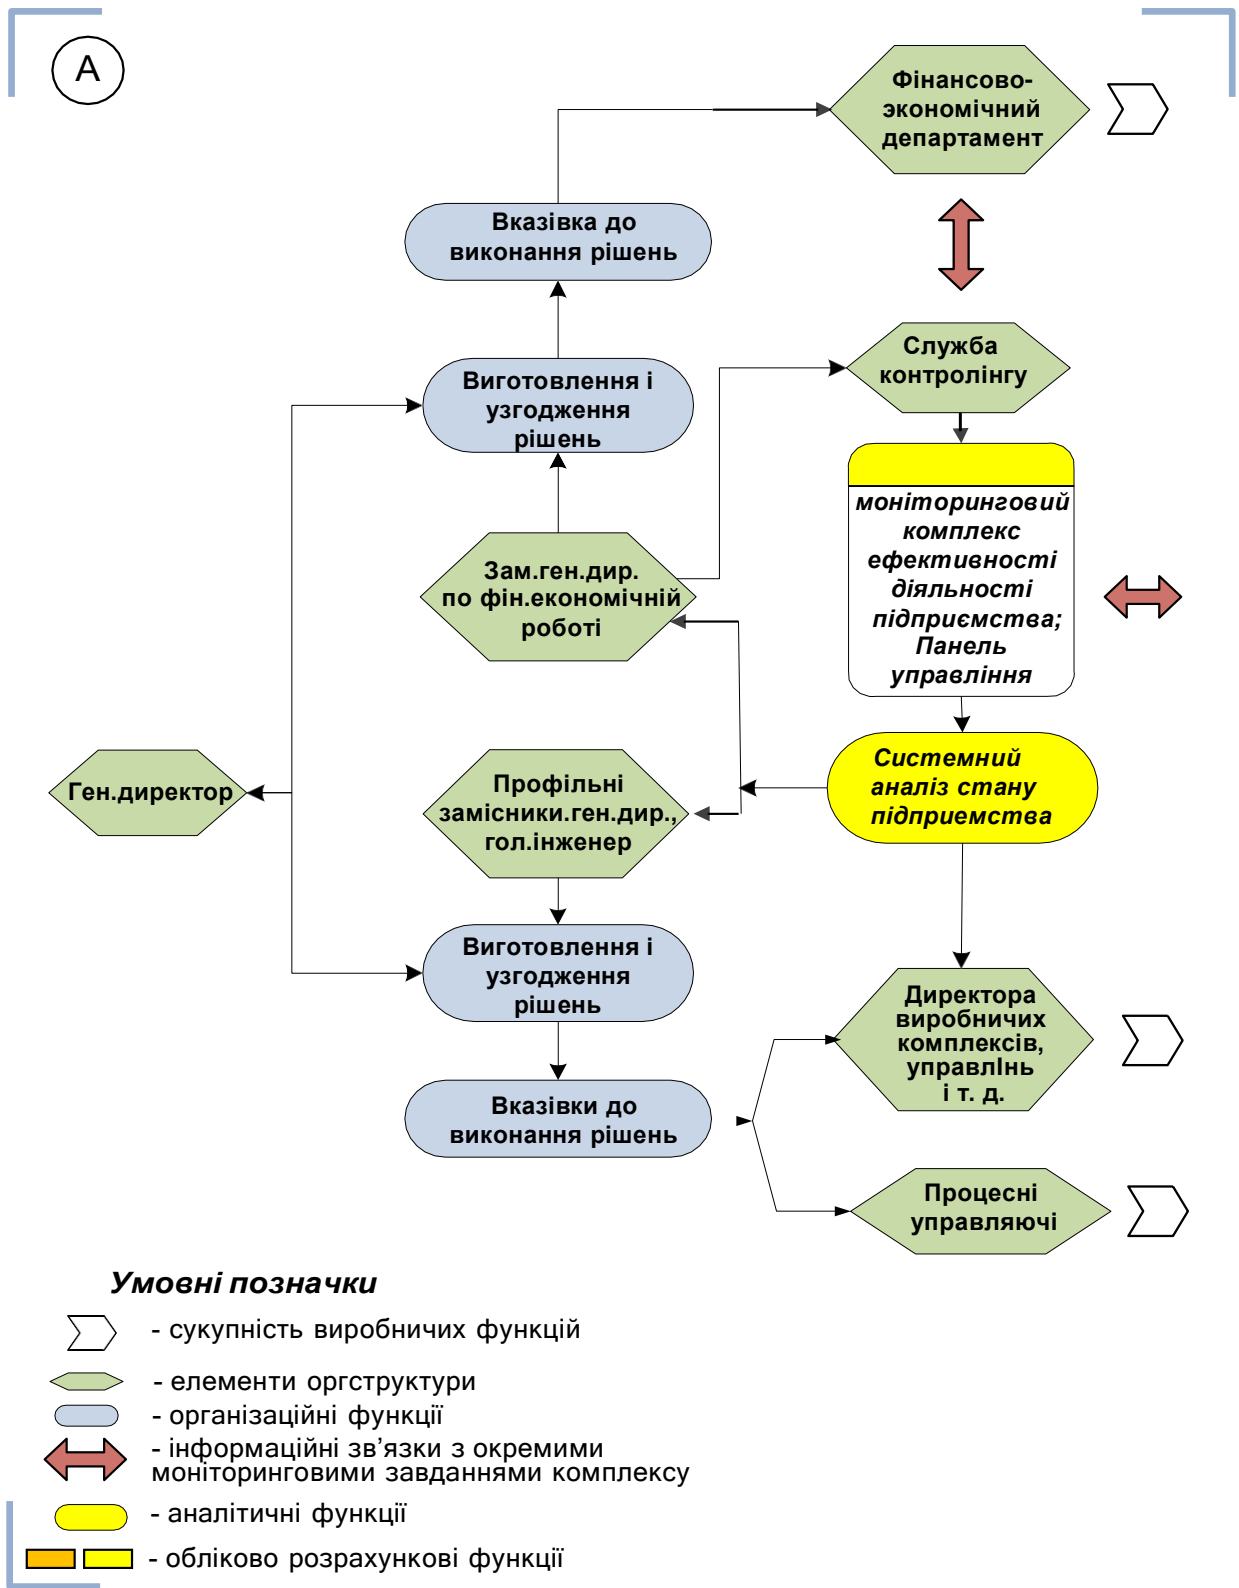 А
Фінансово-
экономічний
департамент
Вказівка до
виконання рішень
Служба
контролінгу
Виготовлення і
узгодження
рішень
моніторинговий
комплекс
ефективності
діяльності
підприємства;
Панель
управління
Зам.ген.дир.
по фін.економічній
роботі
Системний
аналіз стану
підприемства
Ген.директор
Профільні
замісники.ген.дир.,
гол.інженер
Виготовлення і
узгодження
рішень
Директора
виробничих
комплексів,
управлІнь
і т. д.
Вказівки до
виконання рішень
Процесні
управляючі
Умовні позначки
- сукупність виробничих функцій
- елементи оргструктури
- організаційні функції
- інформаційні зв’язки з окремими
моніторинговими завданнями комплексу
- аналітичні функції
- обліково розрахункові функції